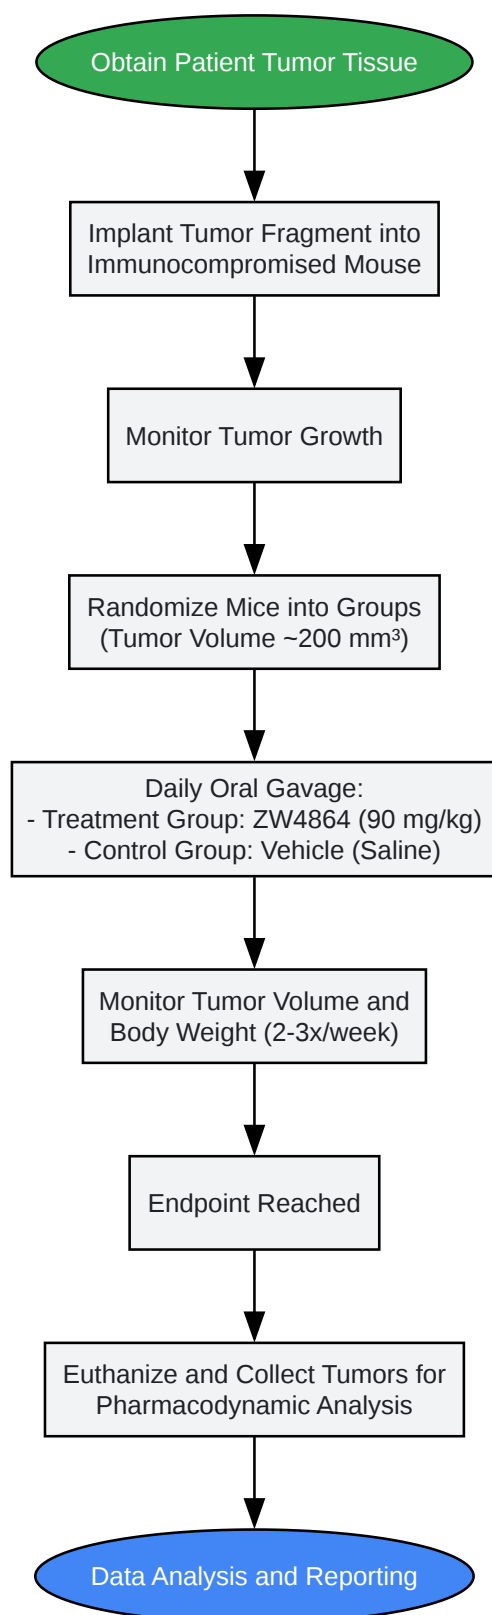 Obtain Patient Tumor Tissue
Implant Tumor Fragment into
Immunocompromised Mouse
Monitor Tumor Growth
Randomize Mice into Groups
(Tumor Volume ~200 mm³)
Daily Oral Gavage:
- Treatment Group: ZW4864 (90 mg/kg)
- Control Group: Vehicle (Saline)
Monitor Tumor Volume and
Body Weight (2-3x/week)
Endpoint Reached
Euthanize and Collect Tumors for
Pharmacodynamic Analysis
Data Analysis and Reporting